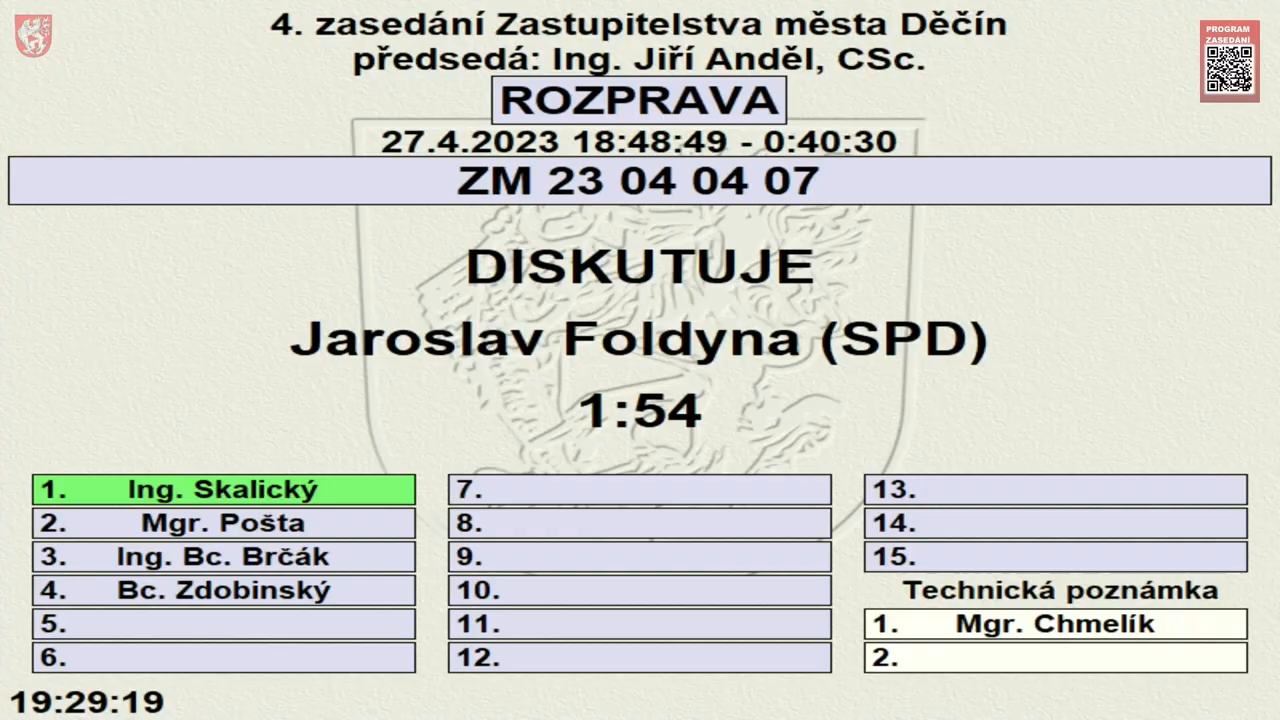 4. zasedání Zastupitelstva města Děčín
předsedá: Ing. Jiří Anděl, CSc.
PROGRAM
ZASEDÁNÍ
ROZPRAVA
27.4.2023 18:48:49 - 0:40:30
ZM 23 04 04 07
DISKUTUJE
Jaroslav Foldyna (SPD)
1:54
1. Ing. Skalický
2. Mgr. Pošta
3. Ing. Bc. Brčák
4. Bc. Zdobinský
5.
6.
7.
8.
9.
10.
11.
12.
13.
14.
15.
Technická poznámka
1. Mgr. Chmelík
2.
19:29:19